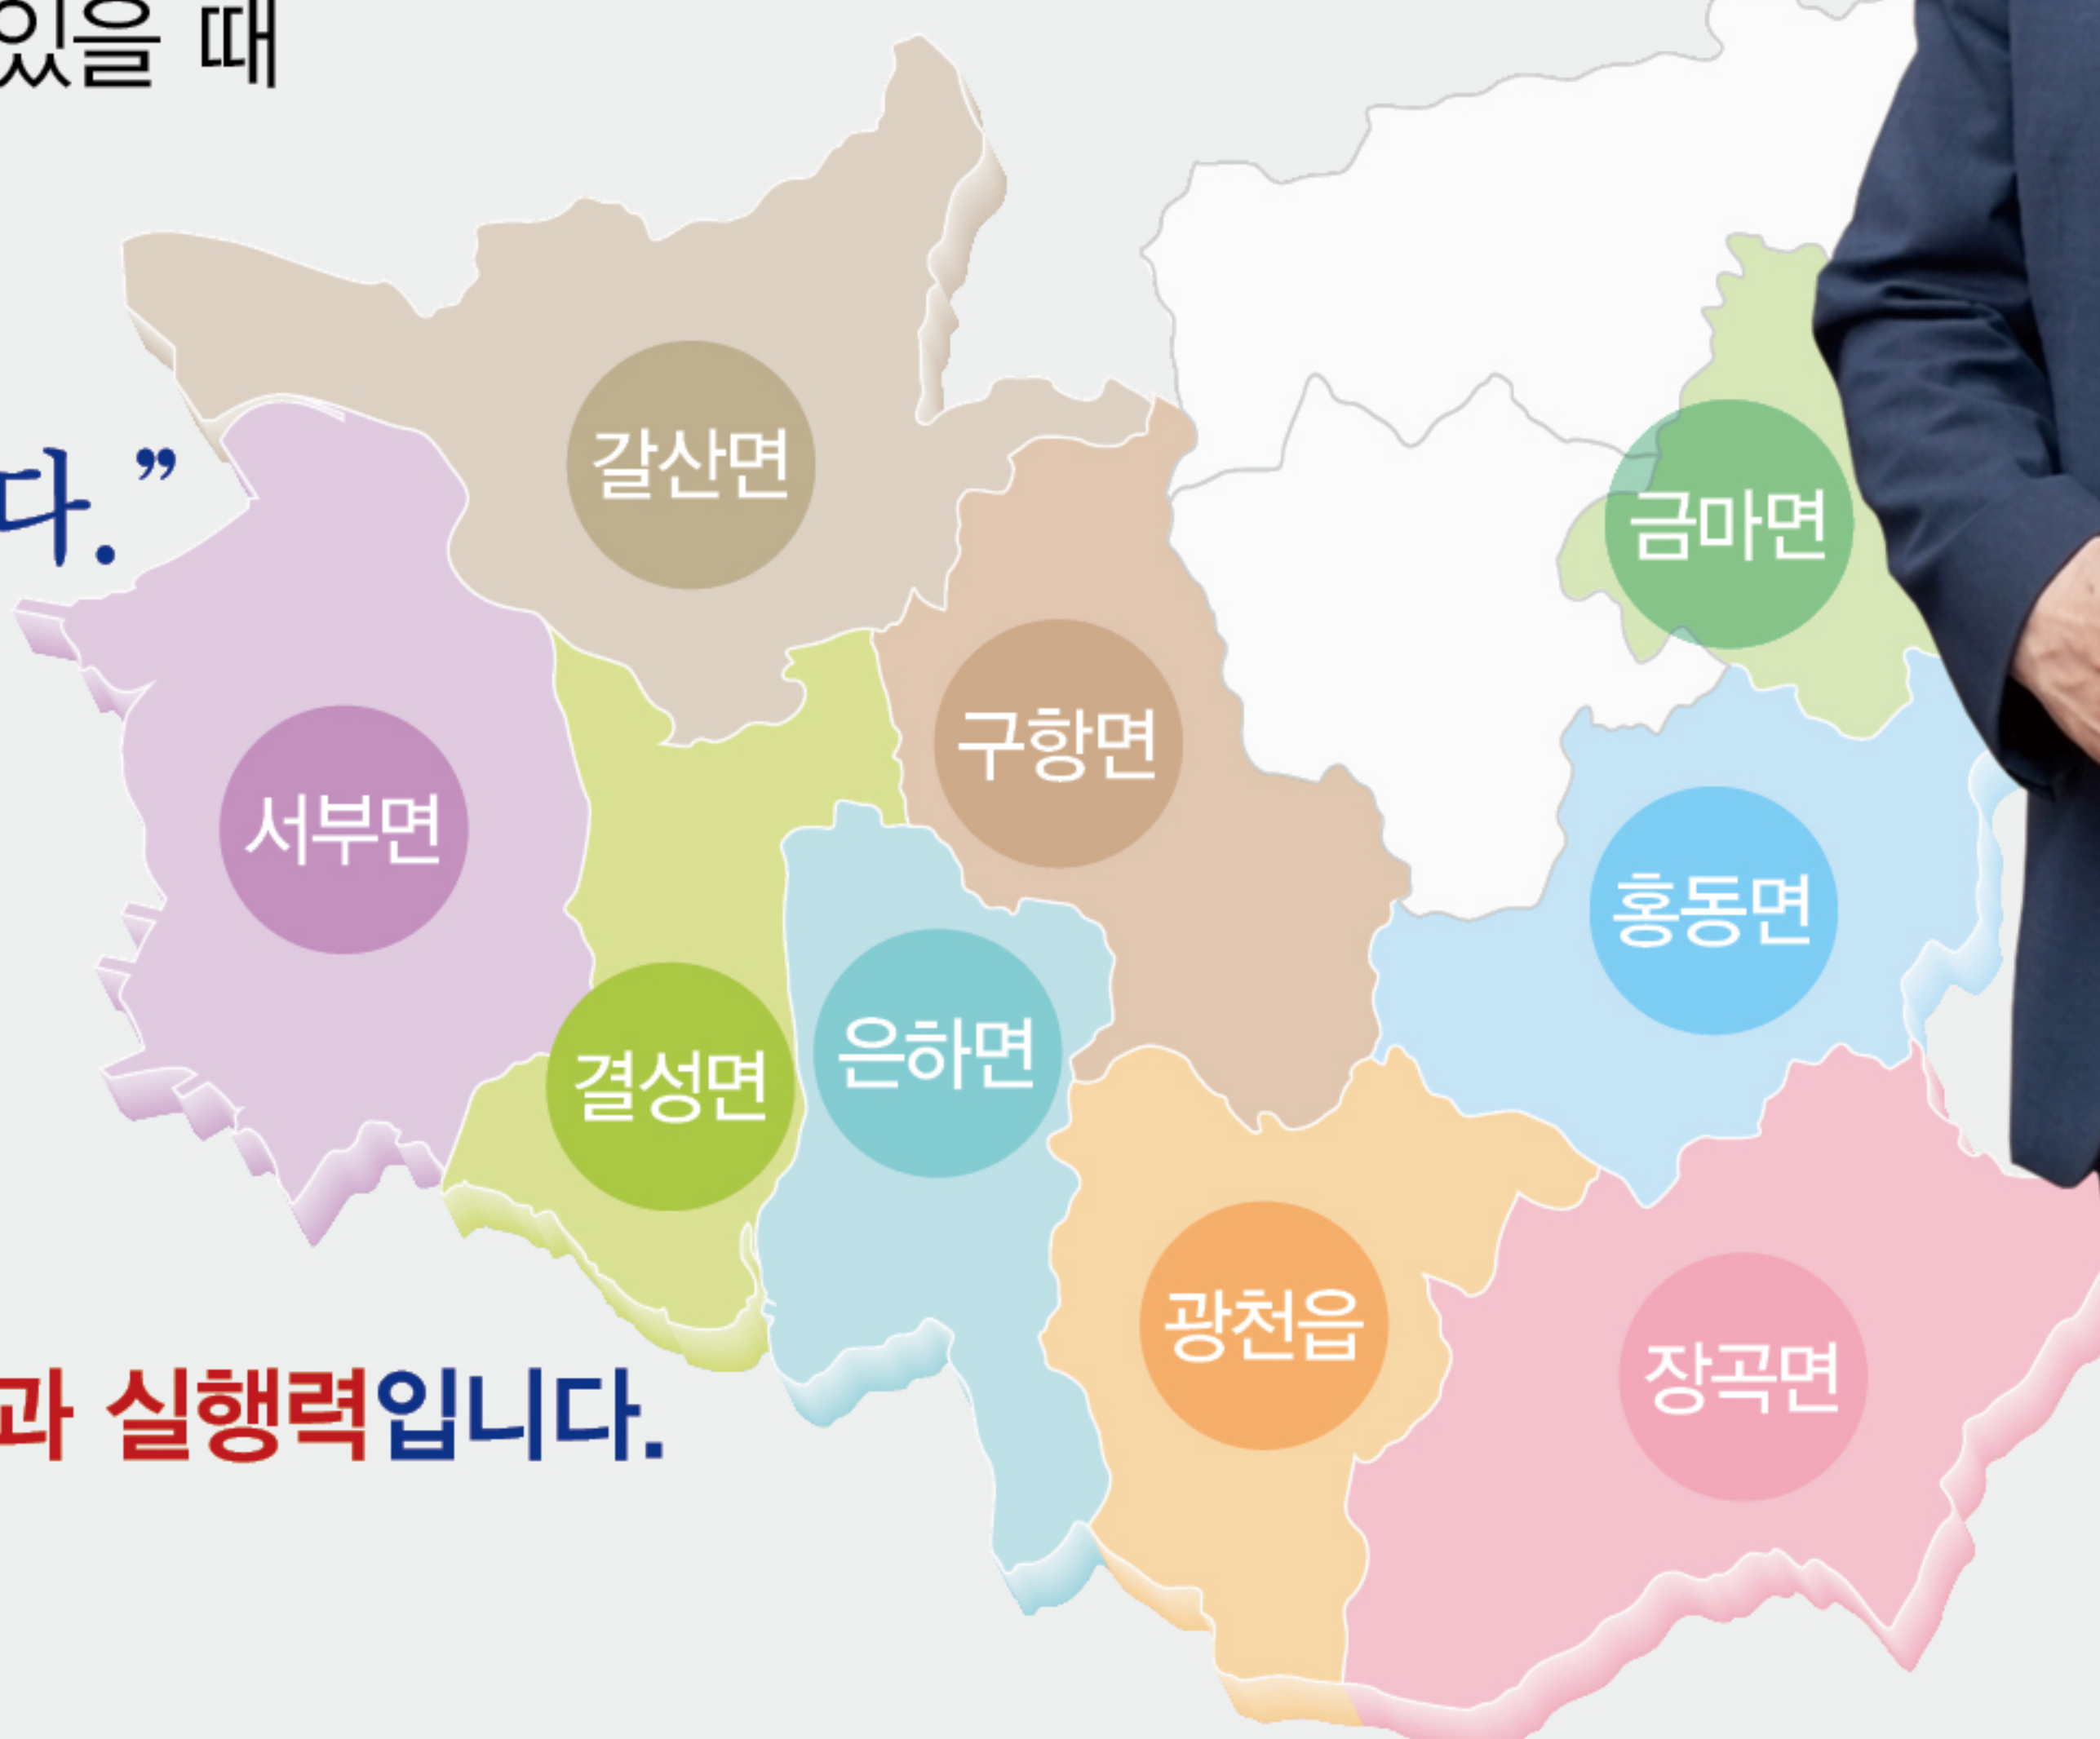 있을 때
갈산면
다.”
금마면
구항면
서부면
홍동면
은하면
결성면
광천읍
장곡면
과 실행력입니다.